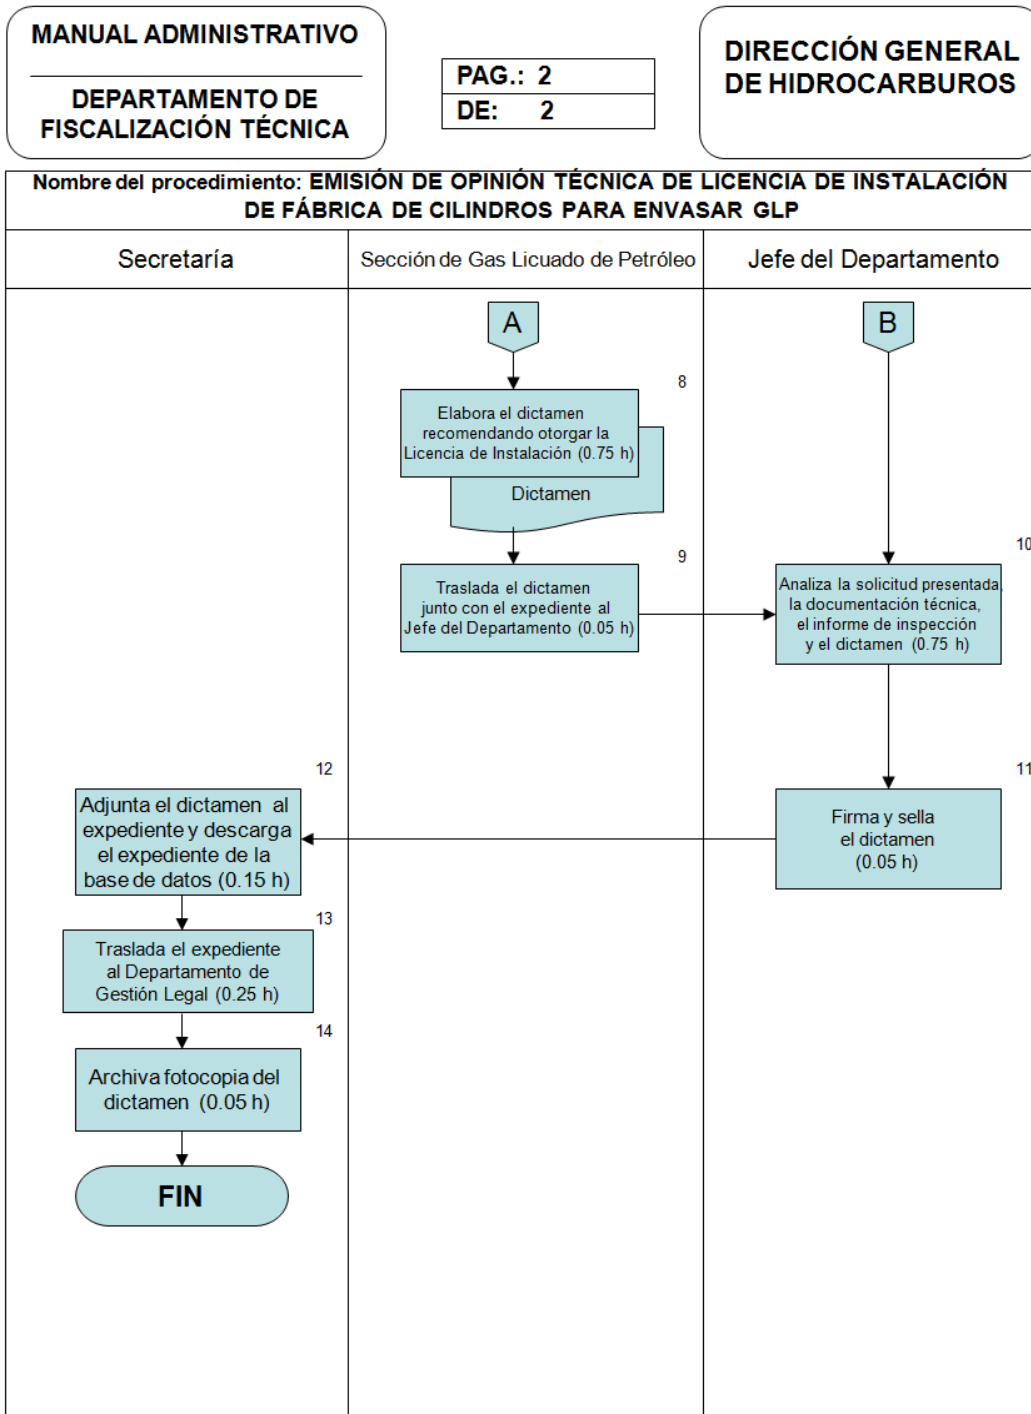 MANUAL ADMINISTRATIVO
DEPARTAMENTO DE
FISCALIZACIÓN TÉCNICA
PAG.: 2
DE: 2
DIRECCIÓN GENERAL
DE HIDROCARBUROS
Nombre del procedimiento: EMISIÓN DE OPINIÓN TÉCNICA DE LICENCIA DE INSTALACIÓN
DE FÁBRICA DE CILINDROS PARA ENVASAR GLP
Secretaría
Sección de Gas Licuado de Petróleo
Jefe del Departamento
A
B
8
Elabora el dictamen
recomendando otorgar la
Licencia de Instalación (0.75 h)
Dictamen
9
Traslada el dictamen
junto con el expediente al
Jefe del Departamento (0.05 h)
10
Analiza la solicitud presentada,
la documentación técnica,
el informe de inspección
y el dictamen (0.75 h)
11
Firma y sella
el dictamen
(0.05 h)
12
Adjunta el dictamen al
expediente y descarga
el expediente de la
base de datos (0.15 h)
13
Traslada el expediente
al Departamento de
Gestión Legal (0.25 h)
14
Archiva fotocopia del
dictamen (0.05 h)
FIN